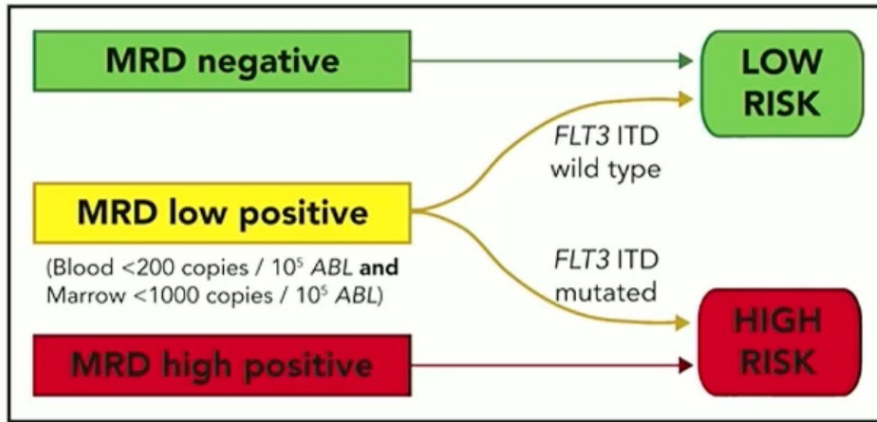 MRD negative
LOW
RISK
FLT3 ITD
wild type
MRD low positive
(Blood <200 copies / 10⁵ ABL and
Marrow <1000 copies / 10⁵ ABL)
FLT3 ITD
mutated
MRD high positive
HIGH
RISK